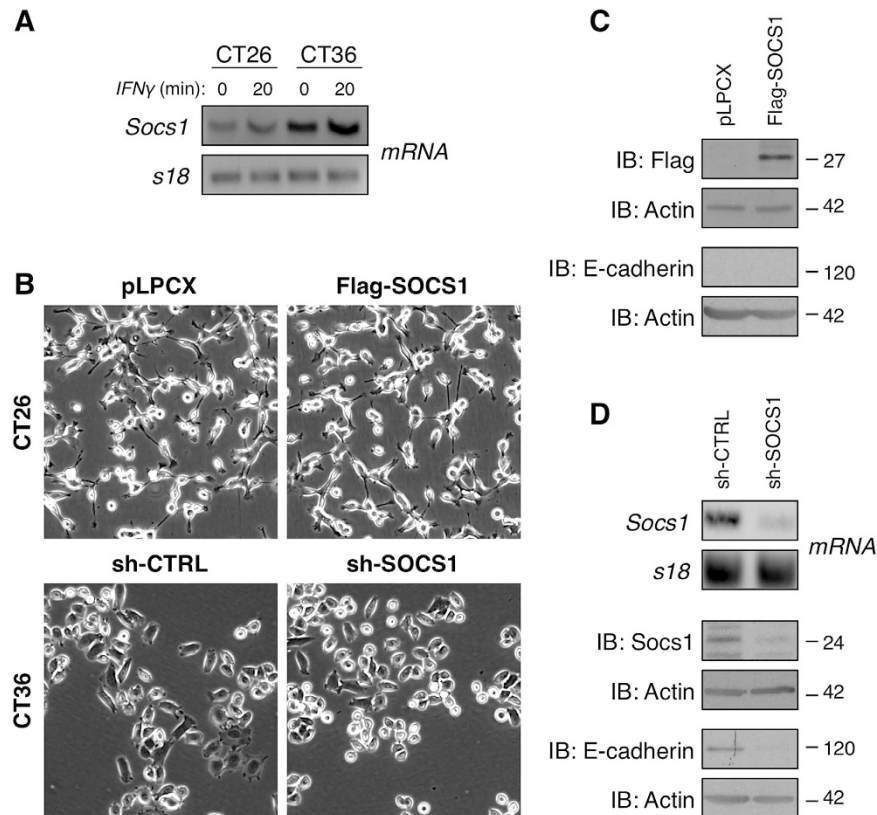 A
CT26 CT36
IFNγ (min): 0 20 0 20
Socs1
s18
mRNA
B
pLPCX Flag-SOCS1
CT26
sh-CTRL sh-SOCS1
CT36
C
pLPCX Flag-SOCS1
IB: Flag – 27
IB: Actin – 42
IB: E-cadherin – 120
IB: Actin – 42
D
sh-CTRL sh-SOCS1
Socs1
s18
mRNA
IB: Socs1 – 24
IB: Actin – 42
IB: E-cadherin – 120
IB: Actin – 42